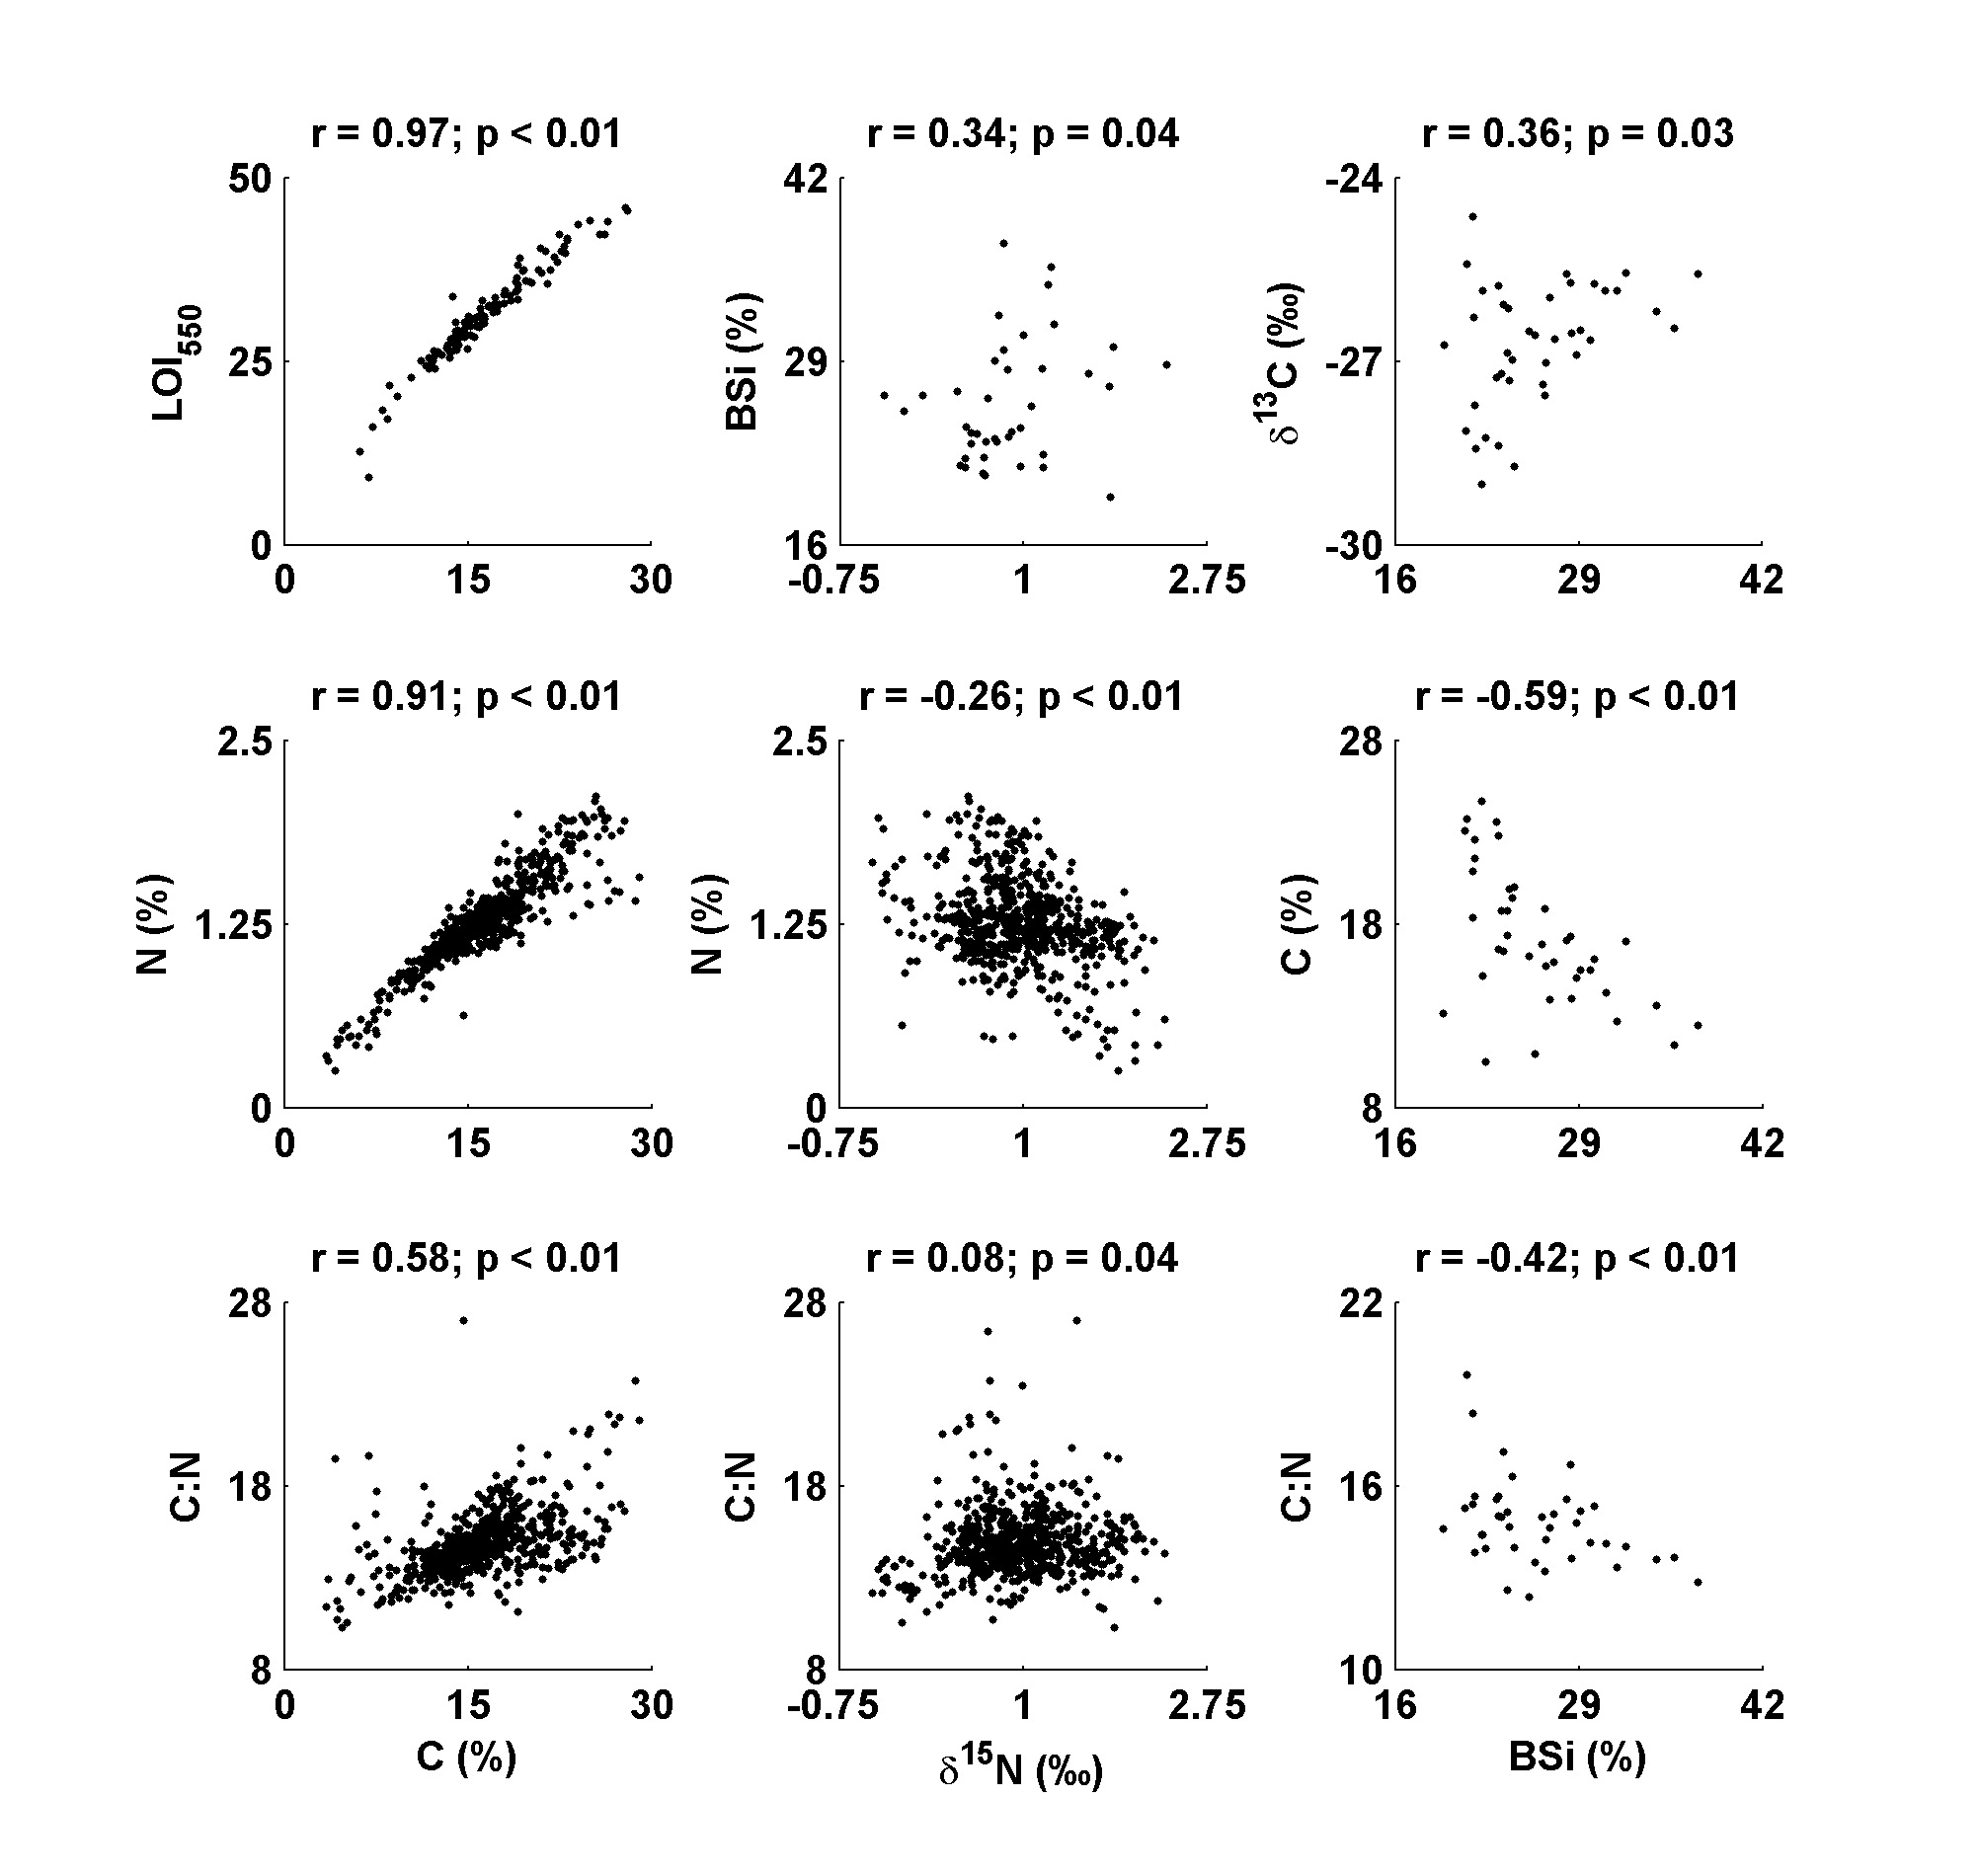 r = 0.97; p < 0.01
r = 0.34; p = 0.04
r = 0.36; p = 0.03
LOI550
50
25
0
0 15 30
BSi (%)
42
29
16
-0.75 1 2.75
δ13C (‰)
-24
-27
-30
16 29 42
r = 0.91; p < 0.01
r = -0.26; p < 0.01
r = -0.59; p < 0.01
N (%)
2.5
1.25
0
0 15 30
N (%)
2.5
1.25
0
-0.75 1 2.75
C (%)
28
18
8
16 29 42
r = 0.58; p < 0.01
r = 0.08; p = 0.04
r = -0.42; p < 0.01
C:N
28
18
8
0 15 30
C (%)
C:N
28
18
8
-0.75 1 2.75
δ15N (‰)
C:N
22
16
10
16 29 42
BSi (%)